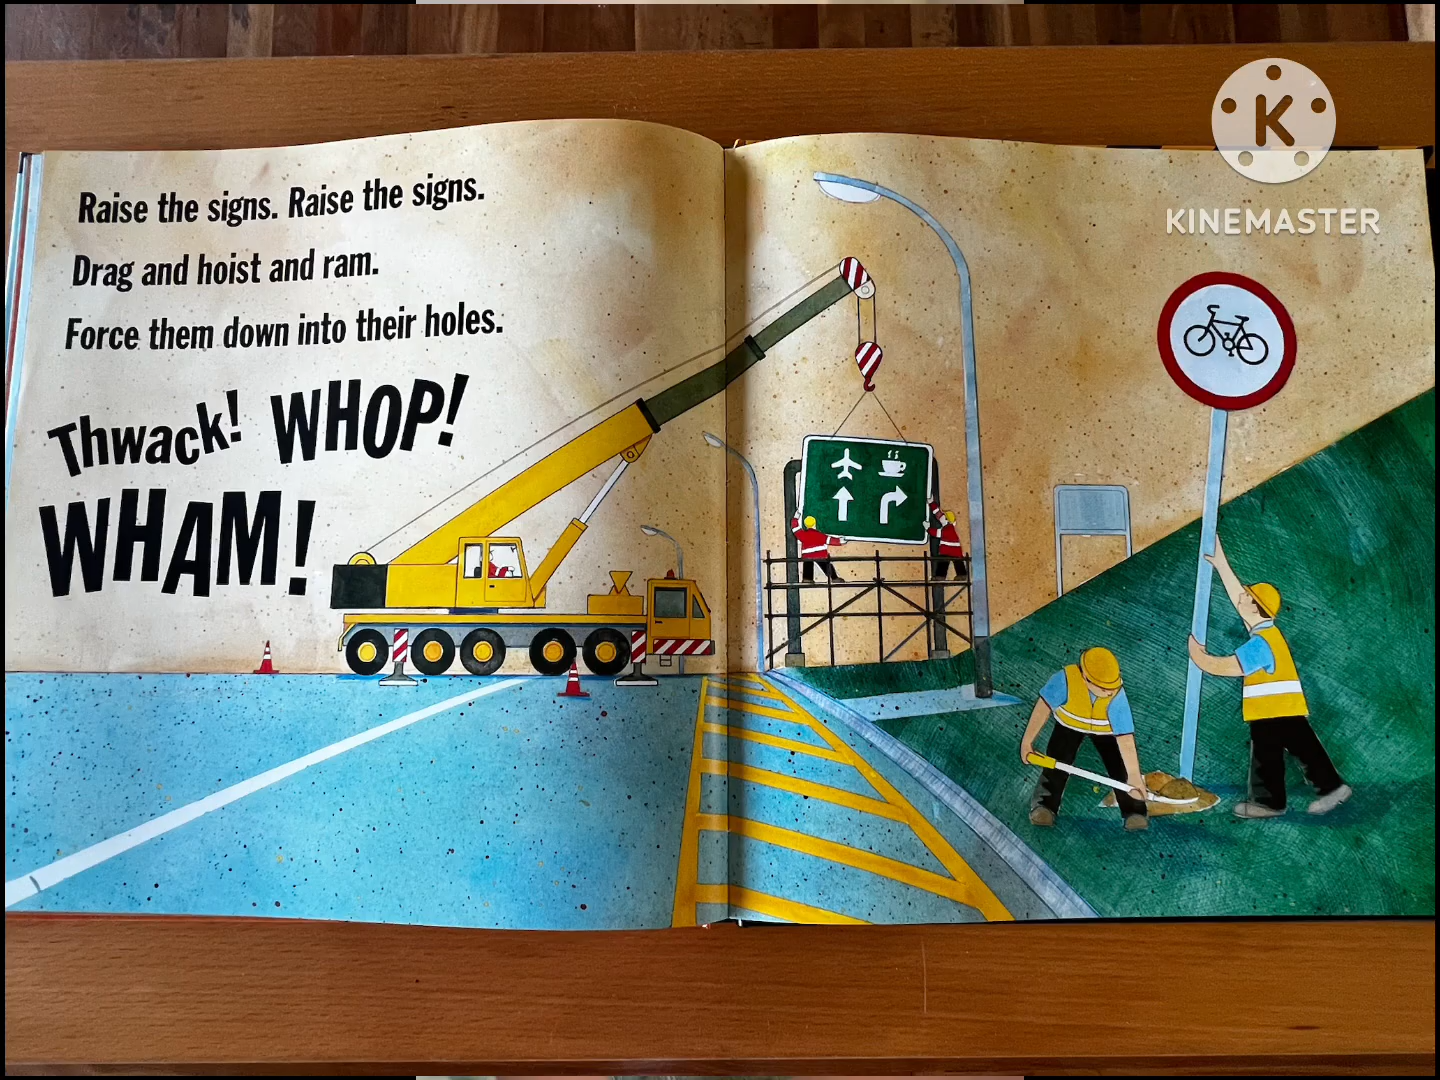 Raise the signs. Raise the signs.
Drag and hoist and ram.
Force them down into their holes.
Thwack! WHOP!
WHAM!
K
KINEMASTER